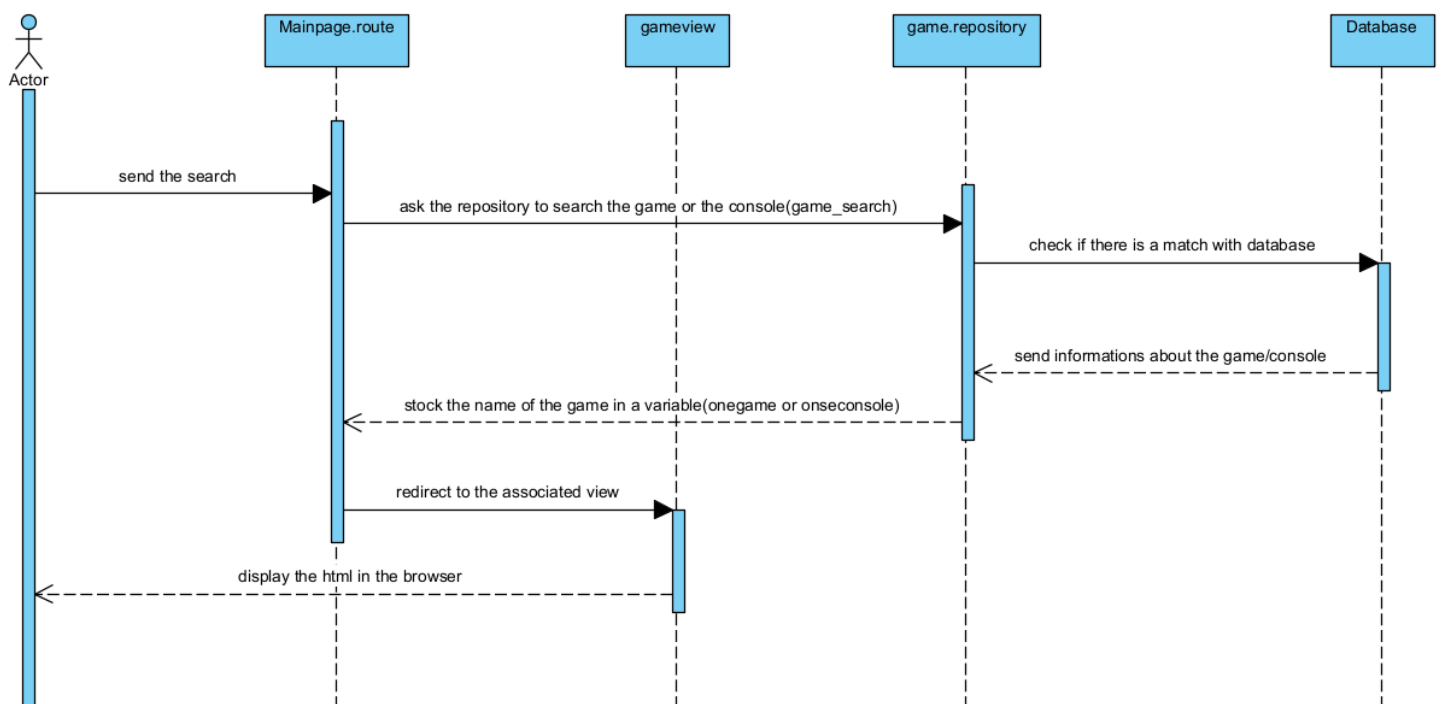 Mainpage.route
gameview
game.repository
Database
Actor
send the search
ask the repository to search the game or the console(game_search)
check if there is a match with database
send informations about the game/console
stock the name of the game in a variable(onegame or onseconsole)
redirect to the associated view
display the html in the browser